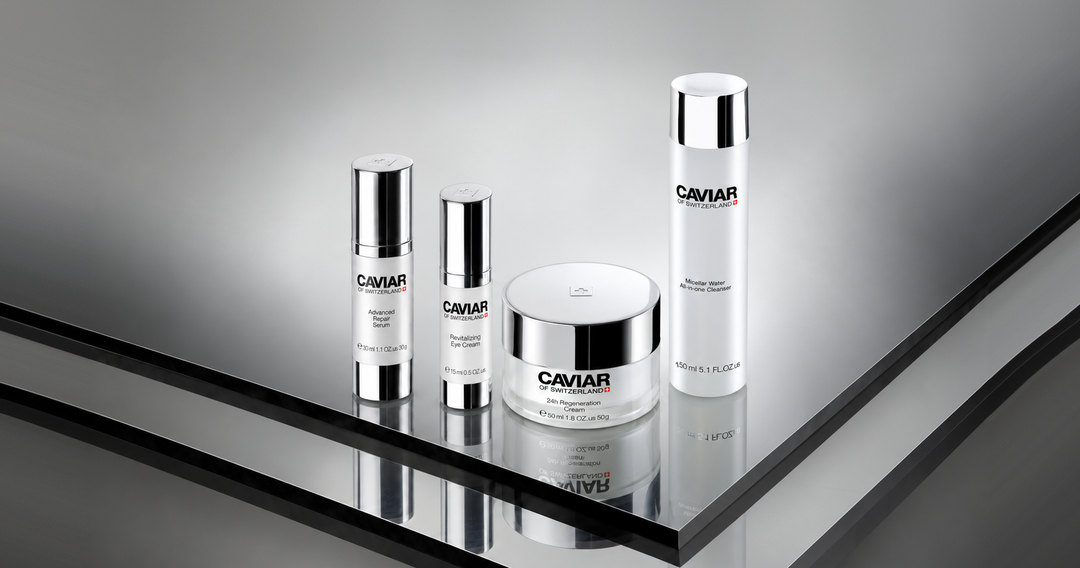 CAVIAR
OF SWITZERLAND
Advanced
Repair
Serum
℮ 30 ml 1.1 OZ.us 30g
CAVIAR
OF SWITZERLAND
Revitalizing
Eye Cream
℮ 15 ml 0.5 OZ.us
CAVIAR
OF SWITZERLAND
24h Regeneration
Cream
℮ 50 ml 1.8 OZ.us 50g
CAVIAR
OF SWITZERLAND
Micellar Water
All-in-one Cleanser
150 ml 5.1 FL.OZ.us